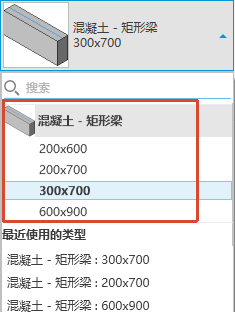 混凝土 - 矩形梁
300x700
搜索
混凝土 - 矩形梁
200x600
200x700
300x700
600x900
最近使用的类型
混凝土 - 矩形梁 : 300x700
混凝土 - 矩形梁 : 200x700
混凝土 - 矩形梁 : 600x900